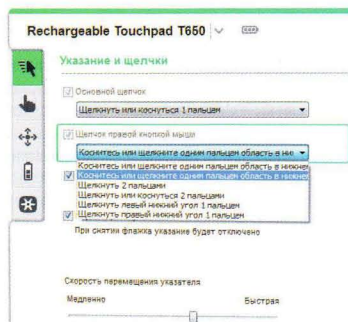 Rechargeable Touchpad T650
Указание и щелчки
Основной щелчок
Щелкнуть или коснуться 1 пальцем
Щелчок правой кнопкой мыши
Коснитесь или щелкните одним пальцем область в ни
Коснитесь или щелкните одним пальцем область в нижней
Коснитесь или щелкните одним пальцем область в нижней
Щелкнуть 2 пальцами
Щелкнуть или коснуться 2 пальцами
Щелкнуть левый нижний угол 1 пальцем
Щелкнуть правый нижний угол 1 пальцем
При снятии флажка указание будет отключено
Скорость перемещения указателя
Медленно
Быстрая